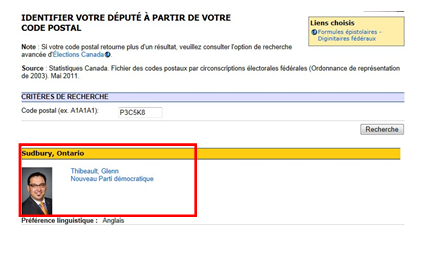 IDENTIFIER VOTRE DÉPUTÉ À PARTIR DE VOTRE
CODE POSTAL
Liens choisis
Formules épistolaires -
Diginitaires fédéraux
Note : Si votre code postal retourne plus d'un résultat, veuillez consulter l'option de recherche
avancée d'Élections Canada.
Source : Statistiques Canada. Fichier des codes postaux par circonscriptions électorales fédérales (Ordonnance de représentation
de 2003). Mai 2011.
CRITÈRES DE RECHERCHE
Code postal (ex. A1A1A1):
P3C5K8
Recherche
Sudbury, Ontario
Thibeault, Glenn
Nouveau Parti démocratique
Préférence linguistique : Anglais